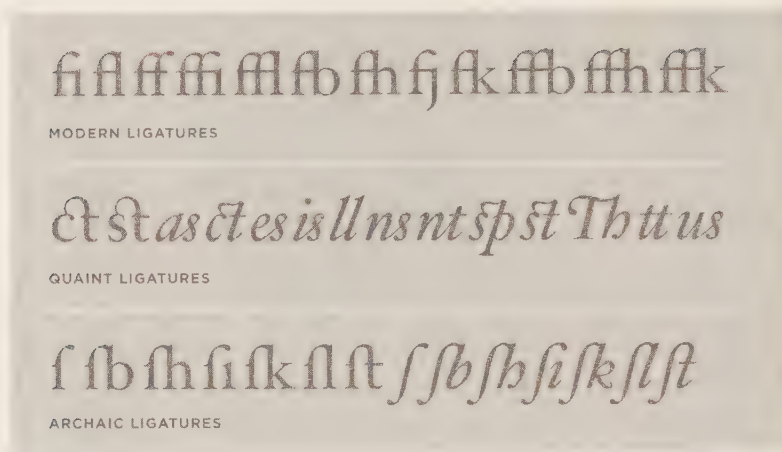 fi fl ff ffi ffl fb fh fj fk ffb ffh ffk
MODERN LIGATURES
ct st as ct es is ll ns nt sp st Th tt us
QUAINT LIGATURES
ſ ſb ſh ſi ſk ſl ſt ſ ſb ſh ſi ſk ſl ſt
ARCHAIC LIGATURES